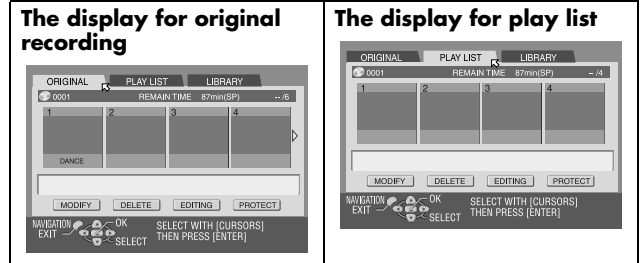 The display for original
recording
ORIGINAL PLAY LIST LIBRARY
0001 REMAIN TIME 87min(SP) -- /6
1 2 3 4
DANCE
MODIFY DELETE EDITING PROTECT
NAVIGATION
EXIT
OK
SELECT
SELECT WITH [CURSORS]
THEN PRESS [ENTER]
The display for play list
ORIGINAL PLAY LIST LIBRARY
0001 REMAIN TIME 87min(SP) -- /4
1 2 3 4
MODIFY DELETE EDITING PROTECT
NAVIGATION
EXIT
OK
SELECT
SELECT WITH [CURSORS]
THEN PRESS [ENTER]